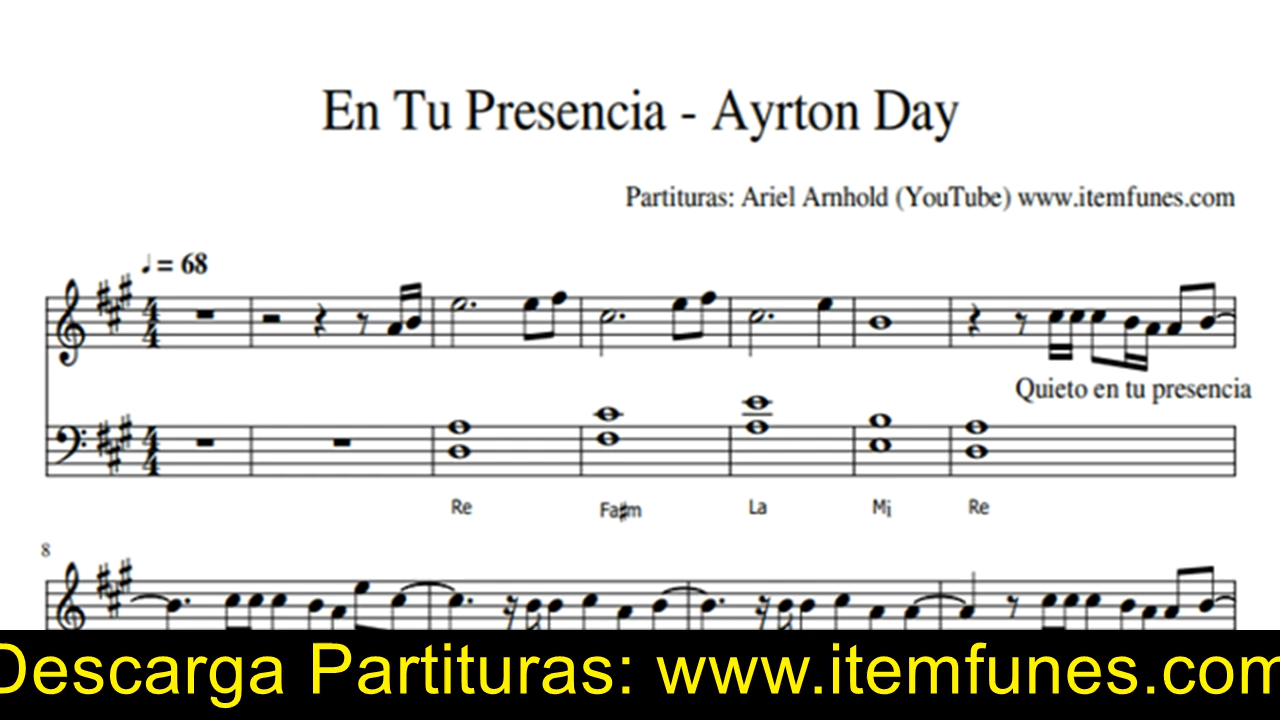 En Tu Presencia - Ayrton Day
Partituras: Ariel Arnhold (YouTube) www.itemfunes.com
♩ = 68
Quieto en tu presencia
Re Fa♯m La Mi Re
8
Descarga Partituras: www.itemfunes.com